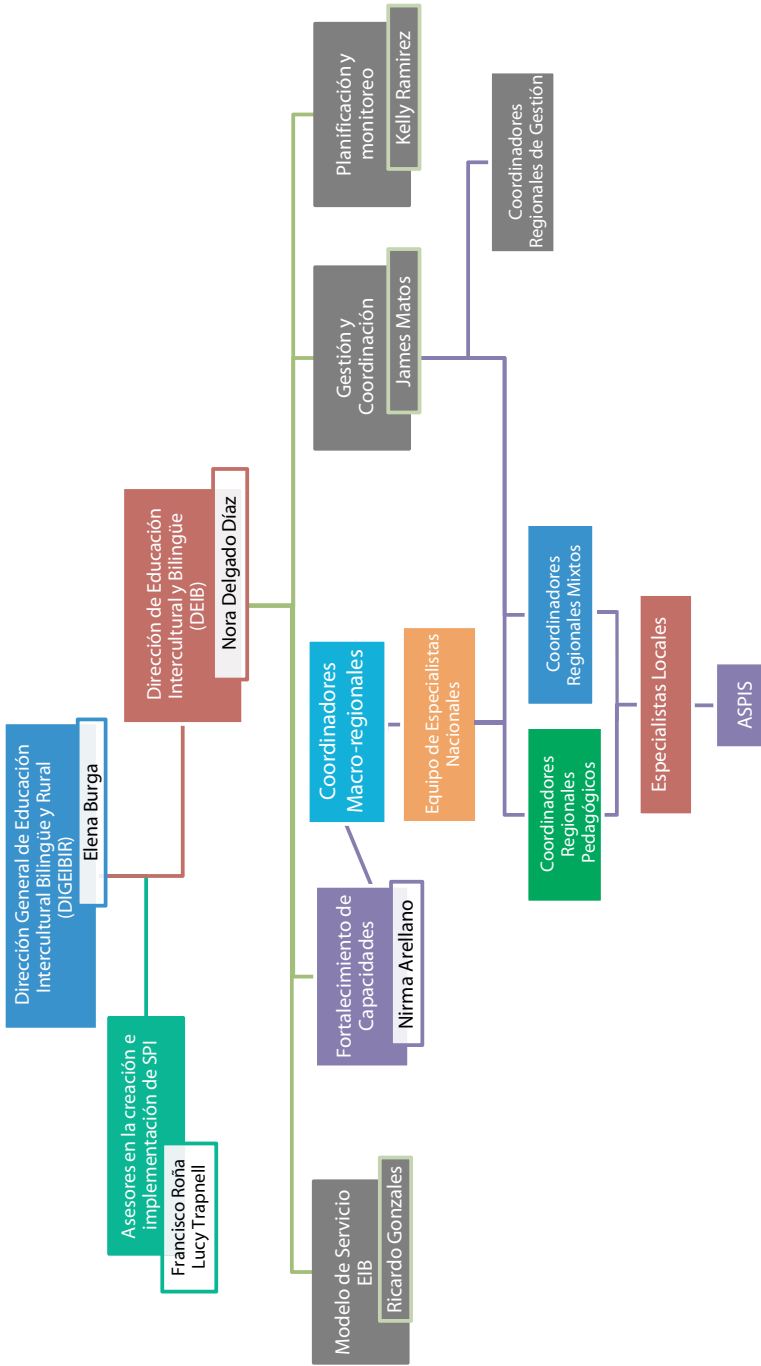 Dirección General de Educación
Intercultural Bilingüe y Rural
(DIGEIBIR)
Elena Burga
Asesores en la creación e
implementación de SPI
Francisco Roña
Lucy Trapnell
Dirección de Educación
Intercultural y Bilingüe
(DEIB)
Nora Delgado Díaz
Modelo de Servicio
EIB
Ricardo Gonzales
Fortalecimiento de
Capacidades
Nirma Arellano
Gestión y
Coordinación
James Matos
Planificación y
monitoreo
Kelly Ramirez
Coordinadores
Macro-regionales
Equipo de Especialistas
Nacionales
Coordinadores
Regionales de Gestión
Coordinadores
Regionales
Pedagógicos
Coordinadores
Regionales Mixtos
Especialistas Locales
ASPIS